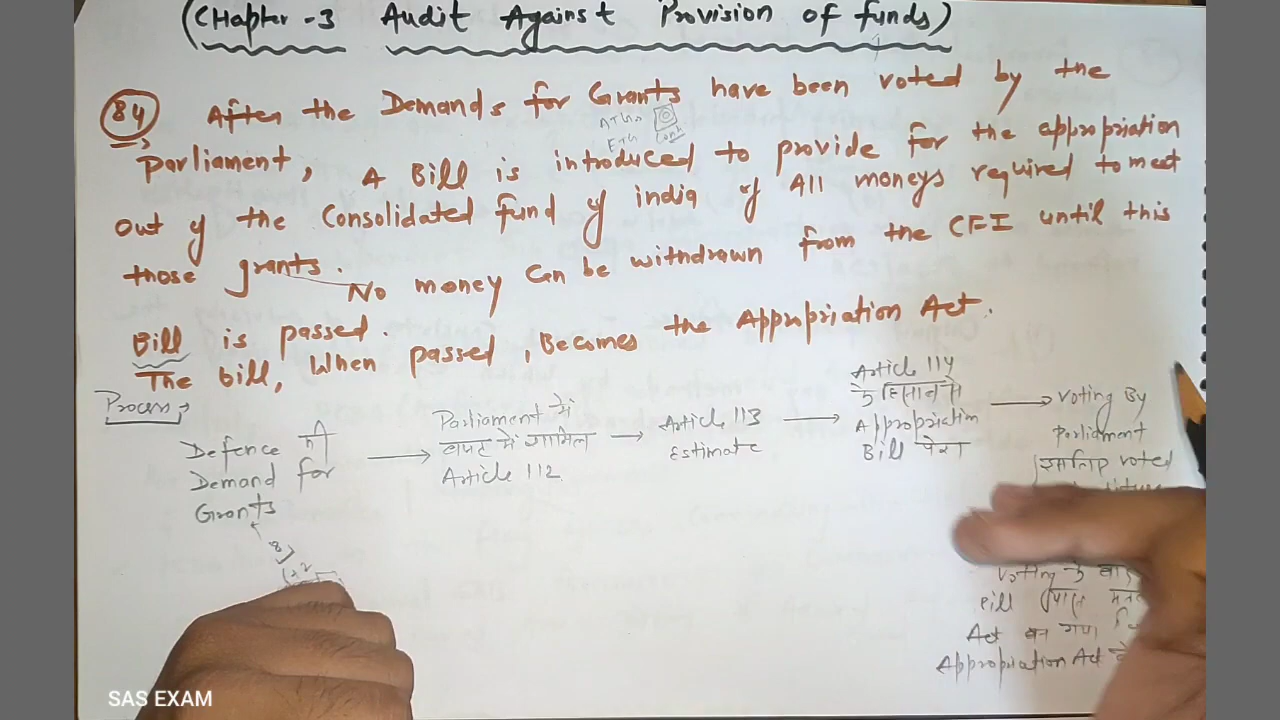 (Chapter -3 Audit Against Provision of funds)
84 After the Demands for Grants have been voted by the
Parliament, A Bill is introduced to provide for the appropriation
out of the Consolidated fund of india of All moneys required to meet
those grants. No money can be withdrawn from the CFI until this
Bill is passed.
The bill, When passed, Becomes the Appropriation Act.
Process,
Defence ने
Demand for
Grants
Parliament में
बजट में शामिल
Article 112
Article 113
Estimate
Article 114
के हिसाब से
Appropriation
Bill पेश
Voting By
Parliament
इसलिए voted
Voting के
Bill पास
Act बन गया
Appropriation Act
SAS EXAM